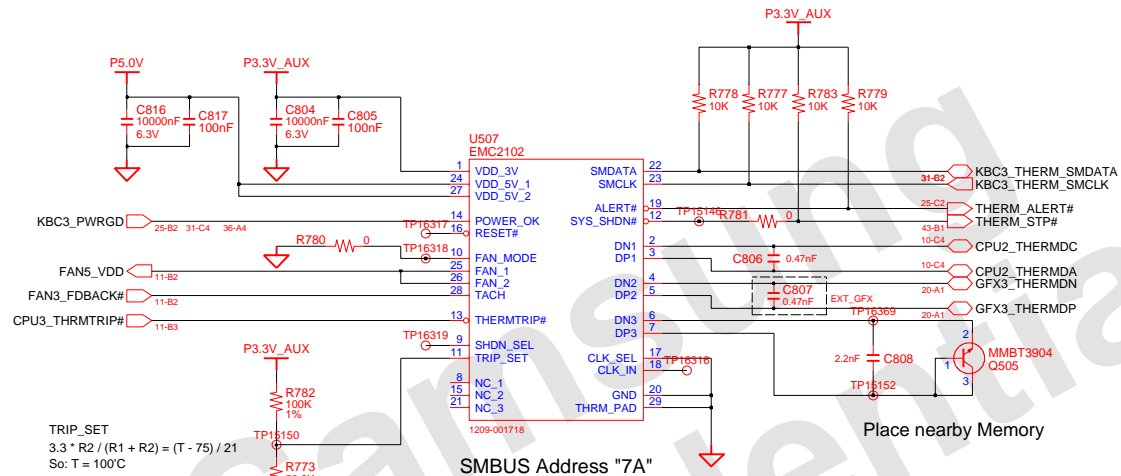 P3.3V_AUX
P5.0V
P3.3V_AUX
C816
10000nF
6.3V
C817
100nF
C804
10000nF
6.3V
C805
100nF
R778
10K
R777
10K
R783
10K
R779
10K
U507
EMC2102
1 VDD_3V
24 VDD_5V_1
27 VDD_5V_2
14 POWER_OK
16 RESET#
10 FAN_MODE
25 FAN_1
26 FAN_2
28 TACH
13 THERMTRIP#
9 SHDN_SEL
11 TRIP_SET
8 NC_1
15 NC_2
21 NC_3
SMDATA 22
SMCLK 23
ALERT# 19
SYS_SHDN# 12
DN1 2
DP1 3
DN2 4
DP2 5
DN3 6
DP3 7
CLK_SEL 17
CLK_IN 18
GND 20
THRM_PAD 29
1209-001718
KBC3_PWRGD
25-B2 31-C4 36-A4
TP16317
R780 0
TP16318
FAN5_VDD
11-B2
FAN3_FDBACK#
11-B2
CPU3_THRMTRIP#
11-B3
TP16319
P3.3V_AUX
R782
100K
1%
TP15150
R773
TRIP_SET
3.3 * R2 / (R1 + R2) = (T - 75) / 21
So: T = 100'C
SMBUS Address "7A"
KBC3_THERM_SMDATA
31-B2
KBC3_THERM_SMCLK
25-C2
THERM_ALERT#
TP15146
R781 0
THERM_STP#
43-B1
10-C4
CPU2_THERMDC
C806
0.47nF
10-C4
CPU2_THERMDA
GFX3_THERMDN
20-A1
C807
0.47nF
EXT_GFX
GFX3_THERMDP
20-A1
TP16369
2.2nF
C808
TP15152
TP16316
2
1
3
MMBT3904
Q505
Place nearby Memory
Samsung